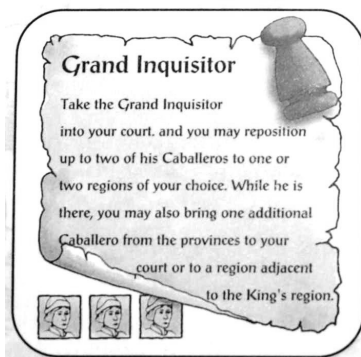 Grand Inquisitor
Take the Grand Inquisitor
into your court. and you may reposition
up to two of his Caballeros to one or
two regions of your choice. While he is
there, you may also bring one additional
Caballero from the provinces to your
court or to a region adjacent
to the King's region.